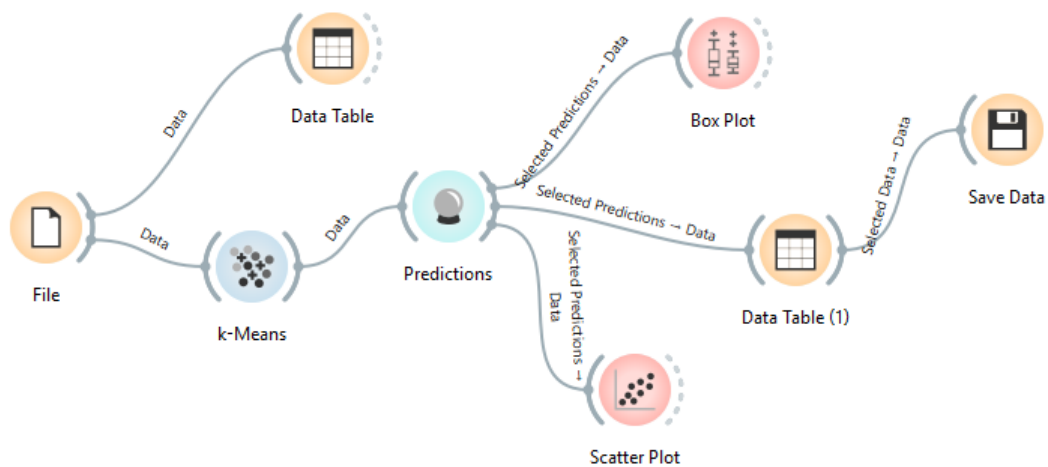 Data Table
Data
Selected Predictions → Data
Box Plot
Selected Data → Data
Save Data
File
Data
k-Means
Data
Predictions
Selected Predictions → Data
Data Table (1)
Selected Predictions →
Data
Scatter Plot